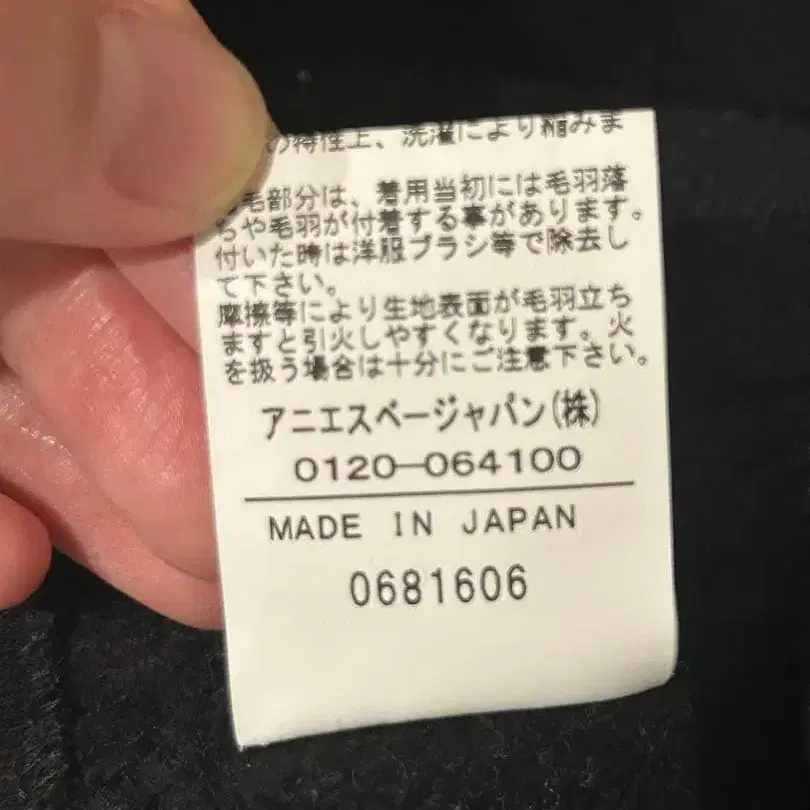 の特性上、洗濯により縮みま
毛部分は、着用当初には毛羽落
ちや毛羽が付着する事があります。
付いた時は洋服ブラシ等で除去し
て下さい。
摩擦等により生地表面が毛羽立ち
ますと引火しやすくなります。火
を扱う場合は十分にご注意下さい。
アニエスベージャパン(株)
0120-064100
MADE IN JAPAN
0681606